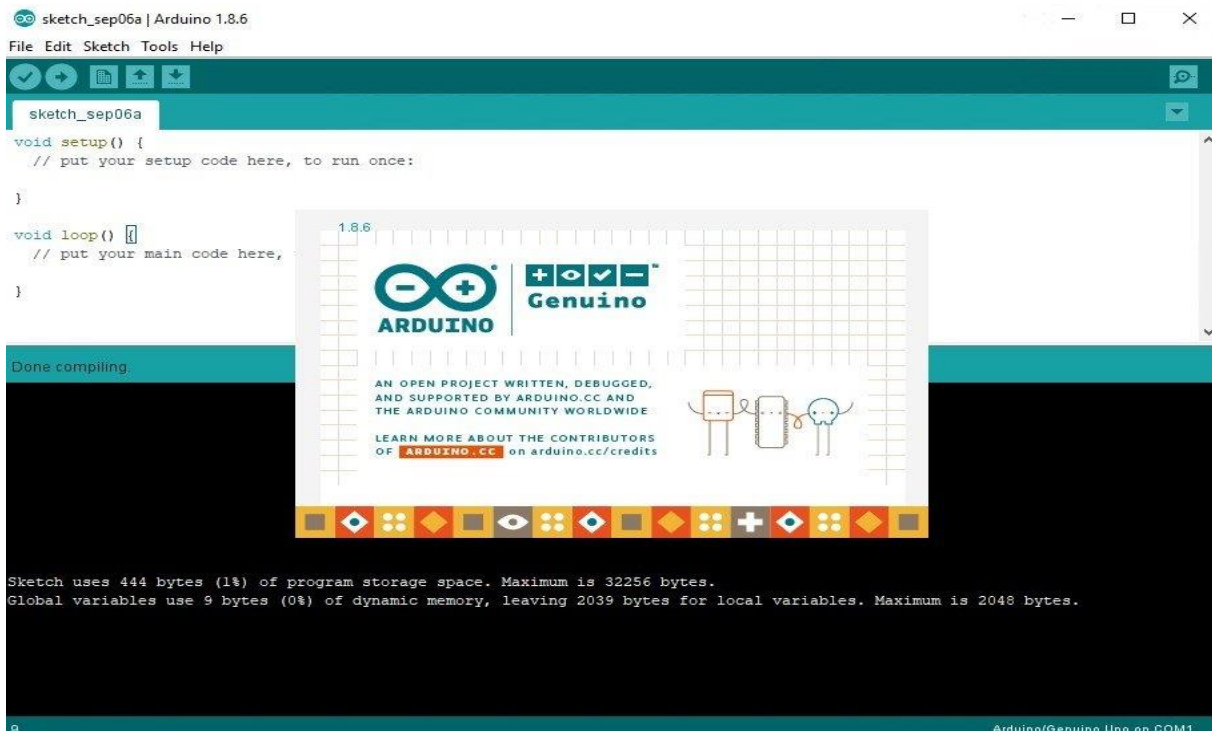 sketch_sep06a | Arduino 1.8.6
File Edit Sketch Tools Help
sketch_sep06a
void setup() {
// put your setup code here, to run once:
}
void loop() {
// put your main code here,
}
1.8.6
ARDUINO
Genuino
™
AN OPEN PROJECT WRITTEN, DEBUGGED,
AND SUPPORTED BY ARDUINO.CC AND
THE ARDUINO COMMUNITY WORLDWIDE
LEARN MORE ABOUT THE CONTRIBUTORS
OF ARDUINO.CC on arduino.cc/credits
Done compiling.
Sketch uses 444 bytes (1%) of program storage space. Maximum is 32256 bytes.
Global variables use 9 bytes (0%) of dynamic memory, leaving 2039 bytes for local variables. Maximum is 2048 bytes.
9
Arduino/Genuino Uno on COM1